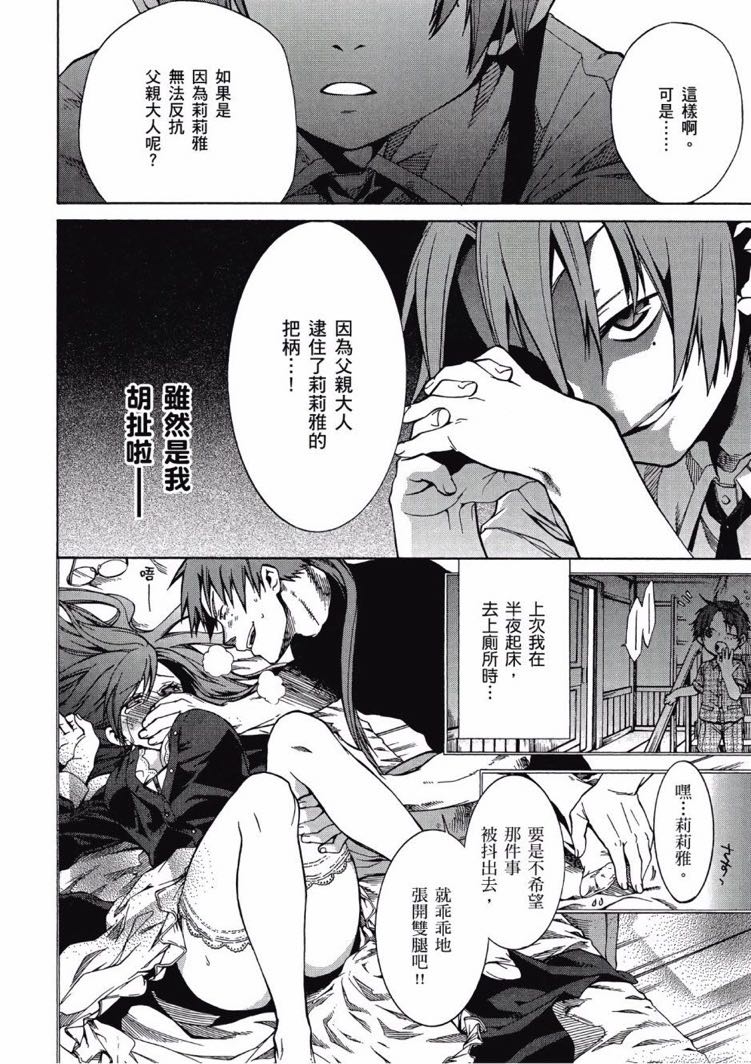 這樣啊。
可是……
如果是
因為莉莉雅
無法反抗
父親大人呢？
因為父親大人
逮住了莉莉雅的
把柄…！
雖然是我
胡扯啦——
上次我在
半夜起床，
去上廁所時…
嘿…莉莉雅。
要是不希望
那件事
被抖出去，
就乖乖地
張開雙腿吧!!
唔